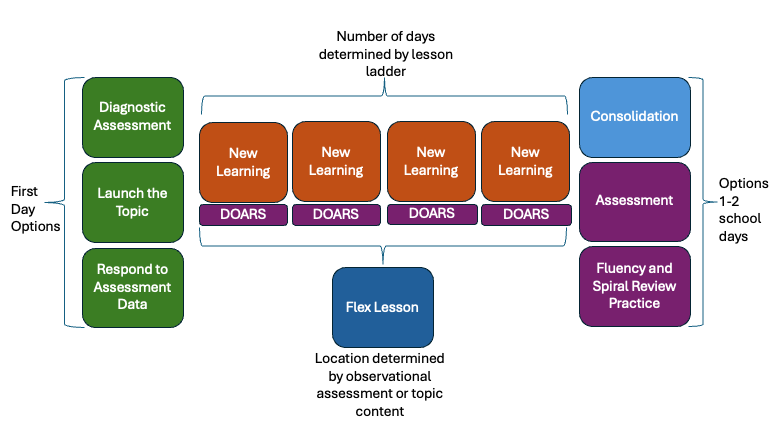 Number of days
determined by lesson
ladder
First
Day
Options
Diagnostic
Assessment
Launch the
Topic
Respond to
Assessment
Data
New
Learning
New
Learning
New
Learning
New
Learning
DOARS
DOARS
DOARS
DOARS
Flex Lesson
Location determined
by observational
assessment or topic
content
Consolidation
Assessment
Fluency and
Spiral Review
Practice
Options
1-2
school
days